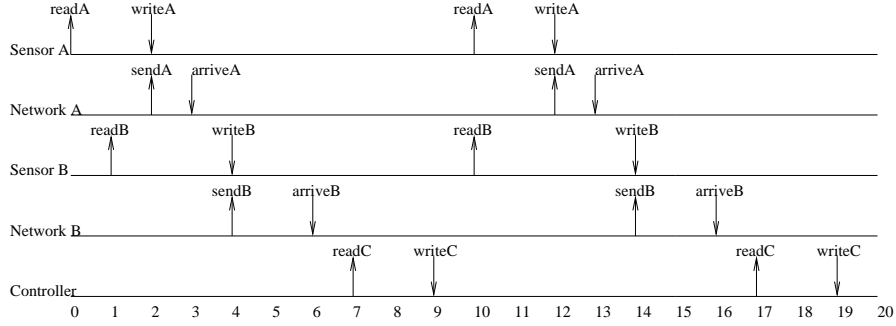 readA writeA readA writeA
Sensor A
sendA arriveA sendA arriveA
Network A
readB writeB readB writeB
Sensor B
sendB arriveB sendB arriveB
Network B
readC writeC readC writeC
Controller
0 1 2 3 4 5 6 7 8 9 10 11 12 13 14 15 16 17 18 19 20